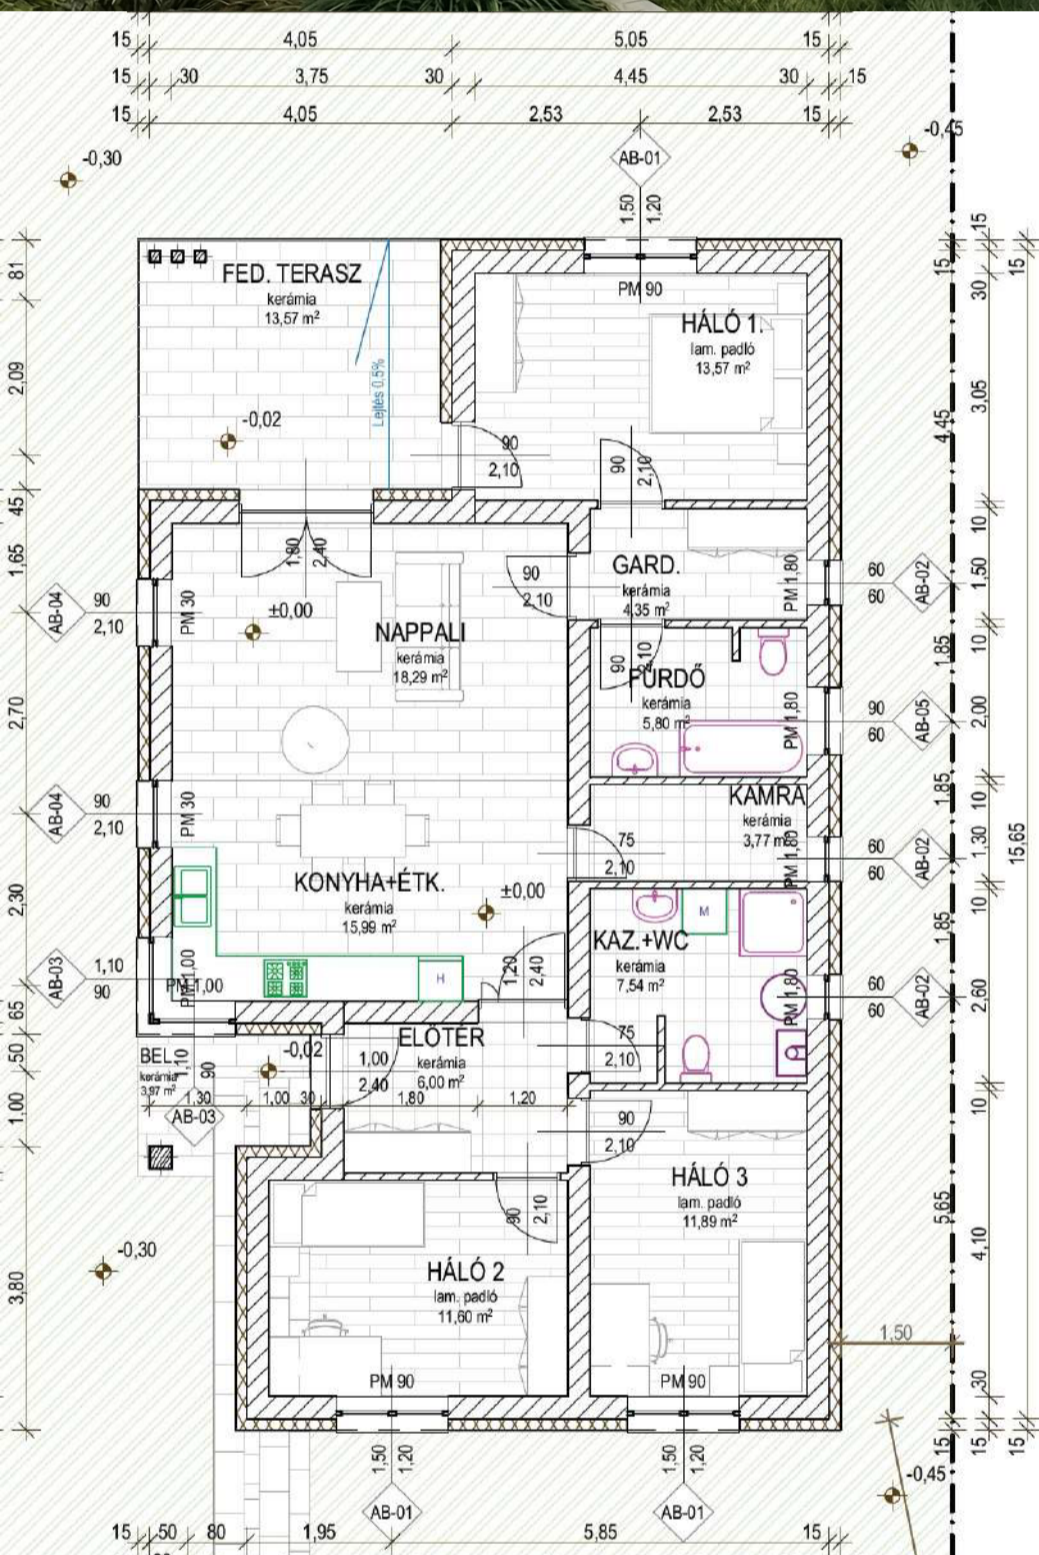 15 4,05 5,05 15
15 30 3,75 30 4,45 30 15
15 4,05 2,53 2,53 15
-0,30
AB-01
-0,45
1,50 1,20
15
15
15
81
FED. TERASZ
kerámia
13,57 m²
PM 90
HÁLÓ 1.
lam. padló
13,57 m²
30
2,09
Lejtés 0.5%
3,05
4,45
-0,02
90
2,10
90
2,10
45
10
1,65
1,80
2,40
GARD.
kerámia
4,35 m²
90
2,10
PM 1,80
60
60
AB-02
1,50
AB-04
90
2,10
PM 30
±0,00
NAPPALI
kerámia
18,29 m²
1,85
10
90
2,10
FÜRDŐ
kerámia
5,80 m²
PM 1,80
90
60
AB-05
2,00
2,70
1,85
10
KAMRA
kerámia
3,77 m²
PM 1,80
AB-04
90
2,10
PM 30
75
2,10
60
60
AB-02
1,30
15,65
KONYHA+ÉTK.
kerámia
15,99 m²
±0,00
2,30
10
1,85
M
KAZ.+WC
kerámia
7,54 m²
AB-03
1,10
90
PM 1,00
PM 1,00
H
1,20
2,40
PM 1,80
60
60
AB-02
2,60
65
ELŐTÉR
kerámia
6,00 m²
75
2,10
50
BEL.
kerámia
3,97 m²
1,10
90
-0,02
1,00
2,40
1,00
1,30 1,00 30 1,80 1,20
10
AB-03
90
2,10
HÁLÓ 3
lam. padló
11,89 m²
90
2,10
5,65
4,10
-0,30
3,80
HÁLÓ 2
lam. padló
11,60 m²
1,50
PM 90
PM 90
30
15
15
15
1,50 1,20
1,50 1,20
-0,45
AB-01
AB-01
15 50 80 1,95 5,85 15